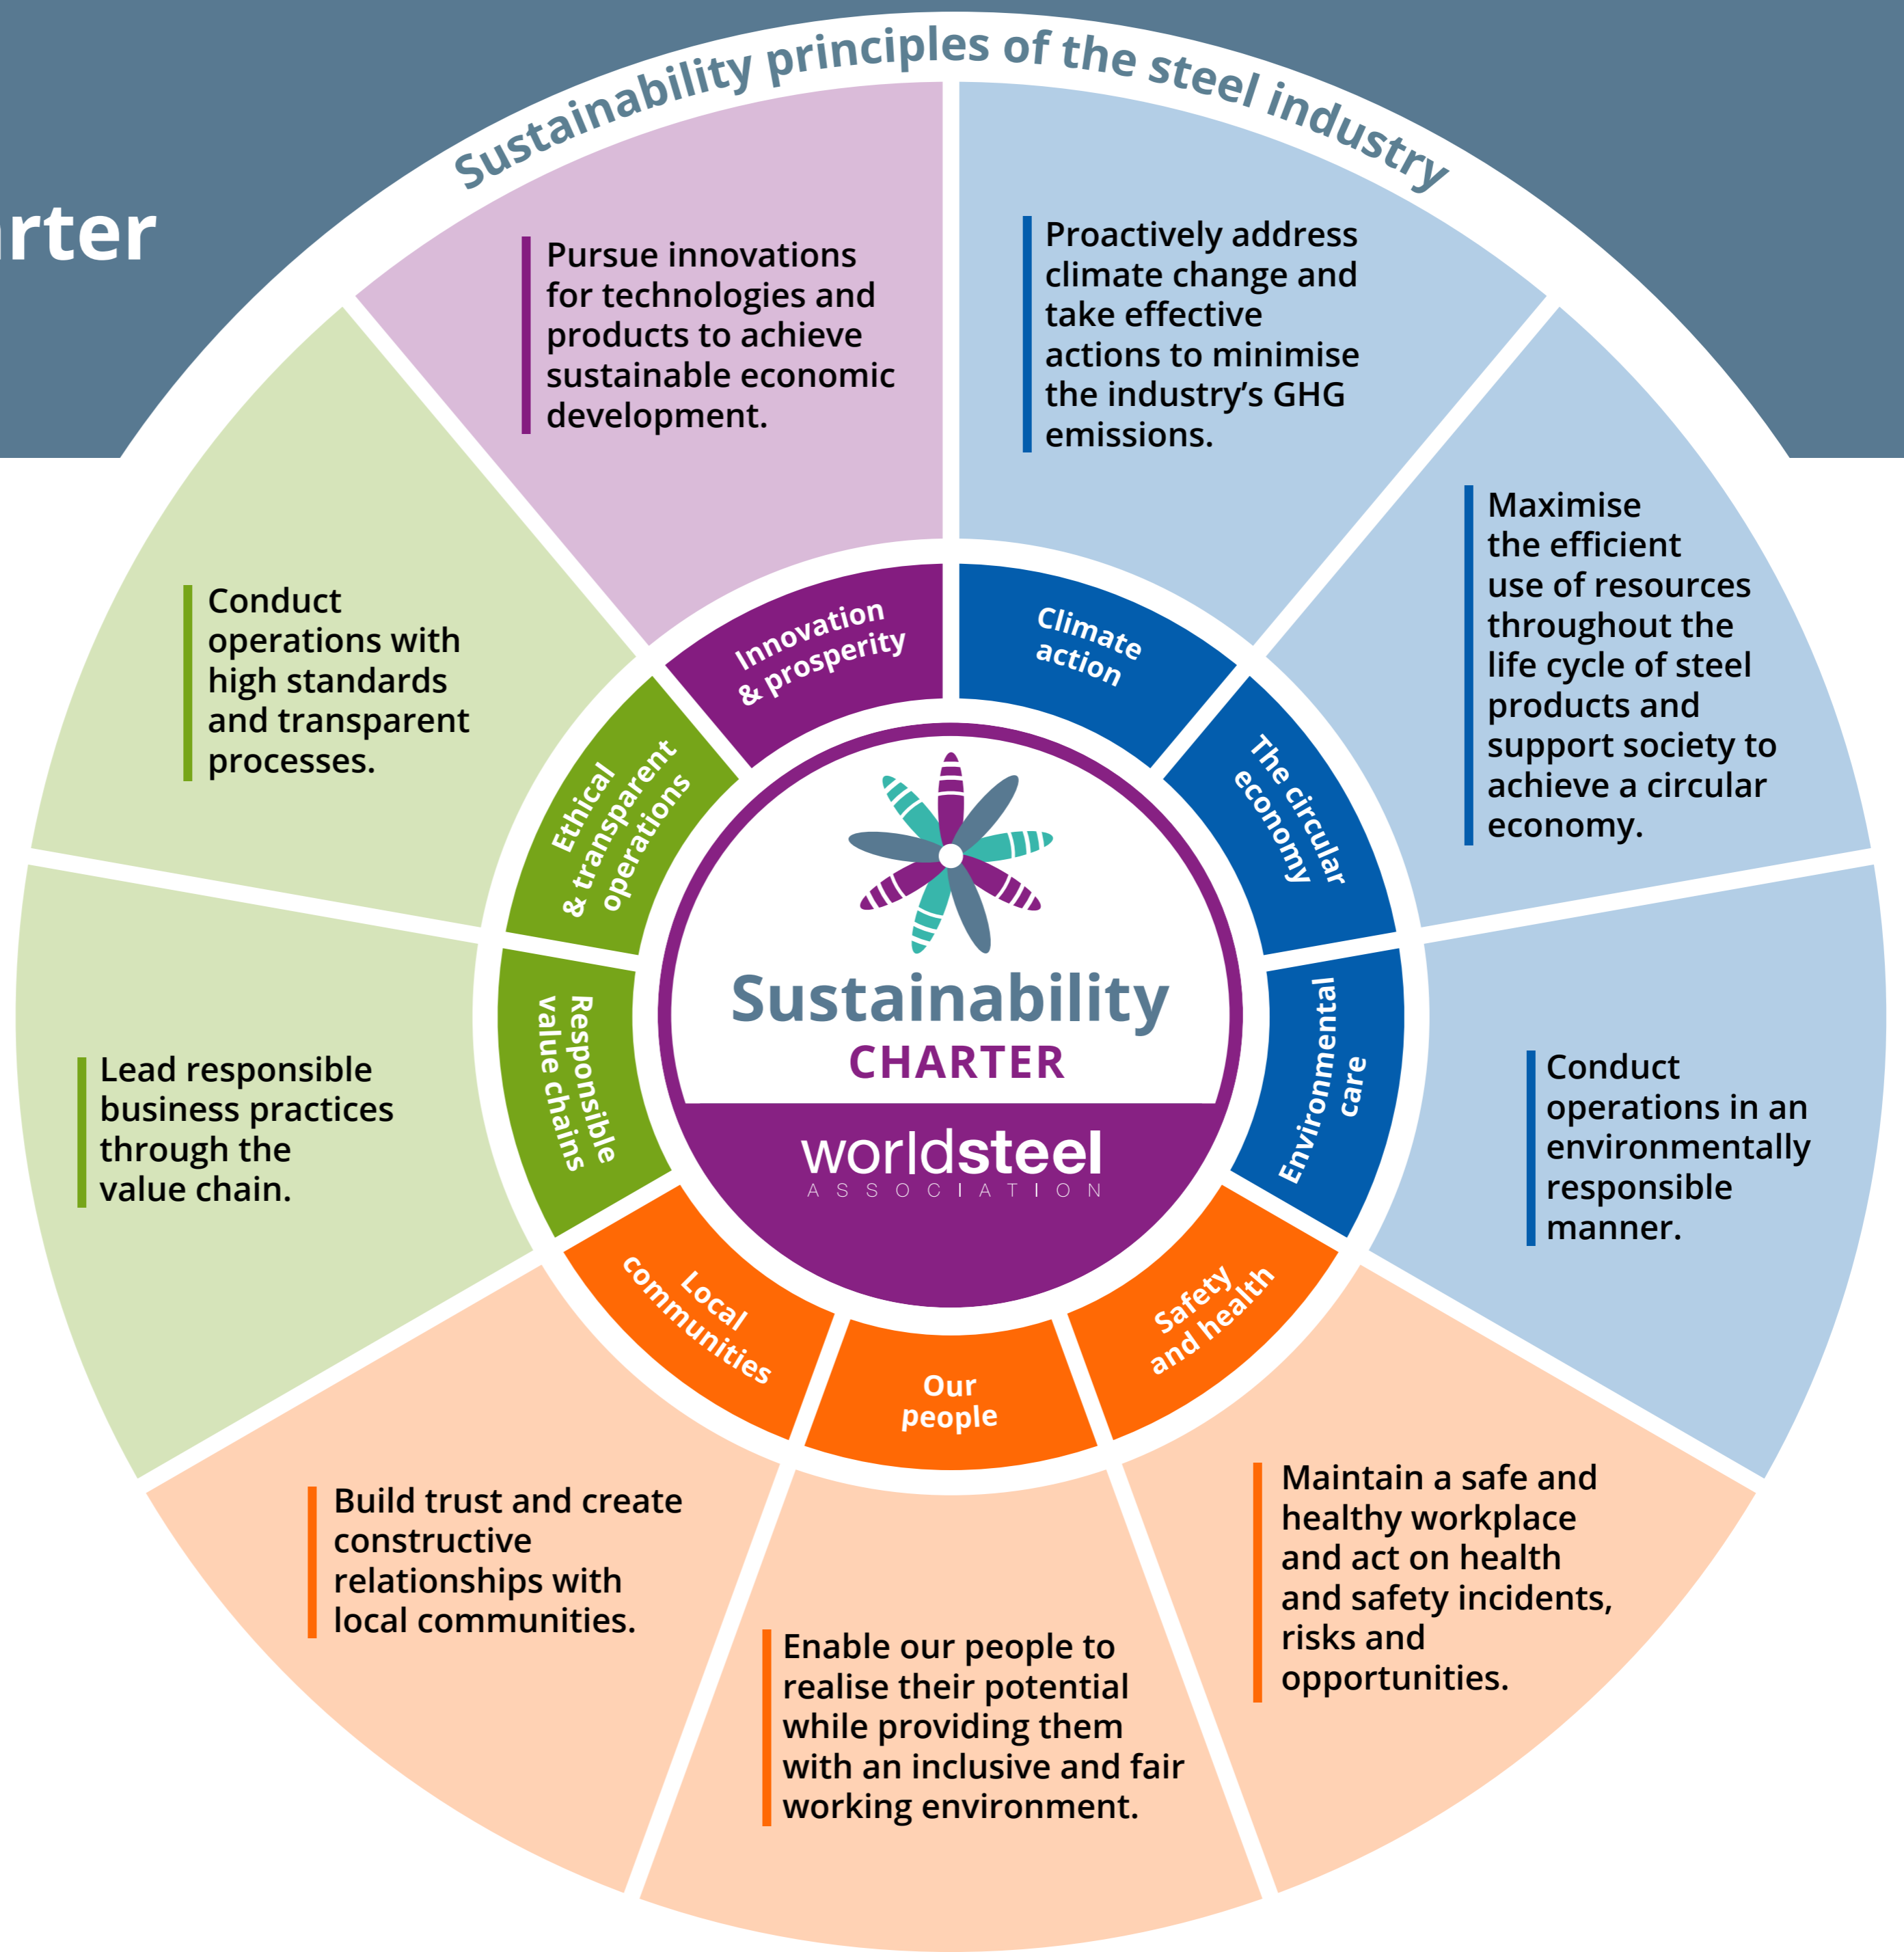 rter
Sustainability principles of the steel industry
Pursue innovations
for technologies and
products to achieve
sustainable economic
development.
Proactively address
climate change and
take effective
actions to minimise
the industry’s GHG
emissions.
Maximise
the efficient
use of resources
throughout the
life cycle of steel
products and
support society to
achieve a circular
economy.
Conduct
operations in an
environmentally
responsible
manner.
Maintain a safe and
healthy workplace
and act on health
and safety incidents,
risks and
opportunities.
Enable our people to
realise their potential
while providing them
with an inclusive and fair
working environment.
Build trust and create
constructive
relationships with
local communities.
Lead responsible
business practices
through the
value chain.
Conduct
operations with
high standards
and transparent
processes.
Innovation
& prosperity
Climate
action
The circular
economy
Environmental
care
Safety
and health
Our
people
Local
communities
Responsible
value chains
Ethical
& transparent
operations
Sustainability
CHARTER
worldsteel
ASSOCIATION